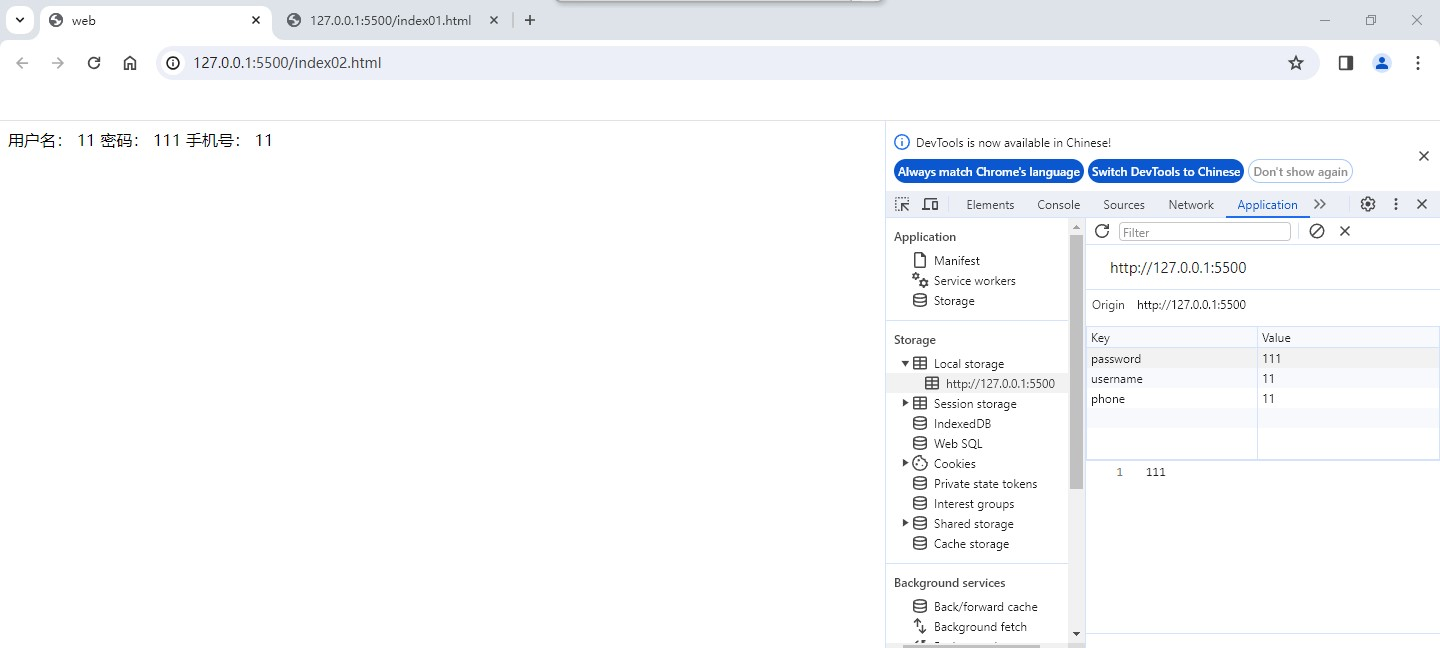 web
127.0.0.1:5500/index01.html
127.0.0.1:5500/index02.html
用户名： 11 密码： 111 手机号： 11
DevTools is now available in Chinese!
Always match Chrome's language
Switch DevTools to Chinese
Don't show again
Elements
Console
Sources
Network
Application
Application
Manifest
Service workers
Storage
Storage
Local storage
http://127.0.0.1:5500
Session storage
IndexedDB
Web SQL
Cookies
Private state tokens
Interest groups
Shared storage
Cache storage
Background services
Back/forward cache
Background fetch
Filter
http://127.0.0.1:5500
Origin http://127.0.0.1:5500
Key Value
password 111
username 11
phone 11
1 111